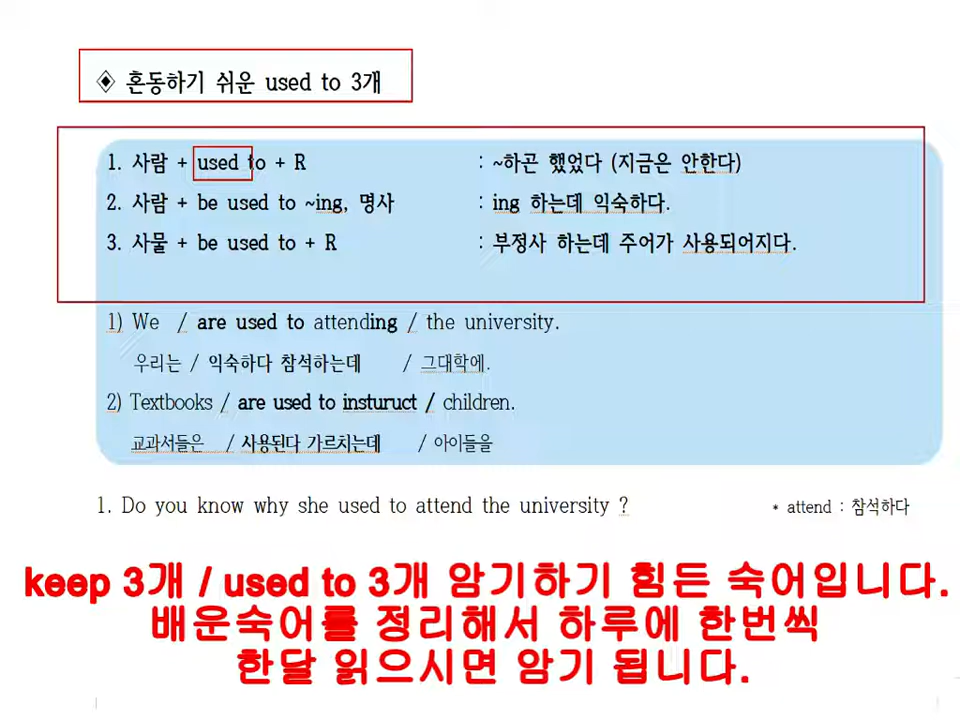 ◈ 혼동하기 쉬운 used to 3개
1. 사람 + used to + R : ~하곤 했었다 (지금은 안한다)
2. 사람 + be used to ~ing, 명사 : ing 하는데 익숙하다.
3. 사물 + be used to + R : 부정사 하는데 주어가 사용되어지다.
1) We / are used to attending / the university.
우리는 / 익숙하다 참석하는데 / 그대학에.
2) Textbooks / are used to insturuct / children.
교과서들은 / 사용된다 가르치는데 / 아이들을
1. Do you know why she used to attend the university ? * attend : 참석하다
keep 3개 / used to 3개 암기하기 힘든 숙어입니다.
배운숙어를 정리해서 하루에 한번씩
한달 읽으시면 암기 됩니다.